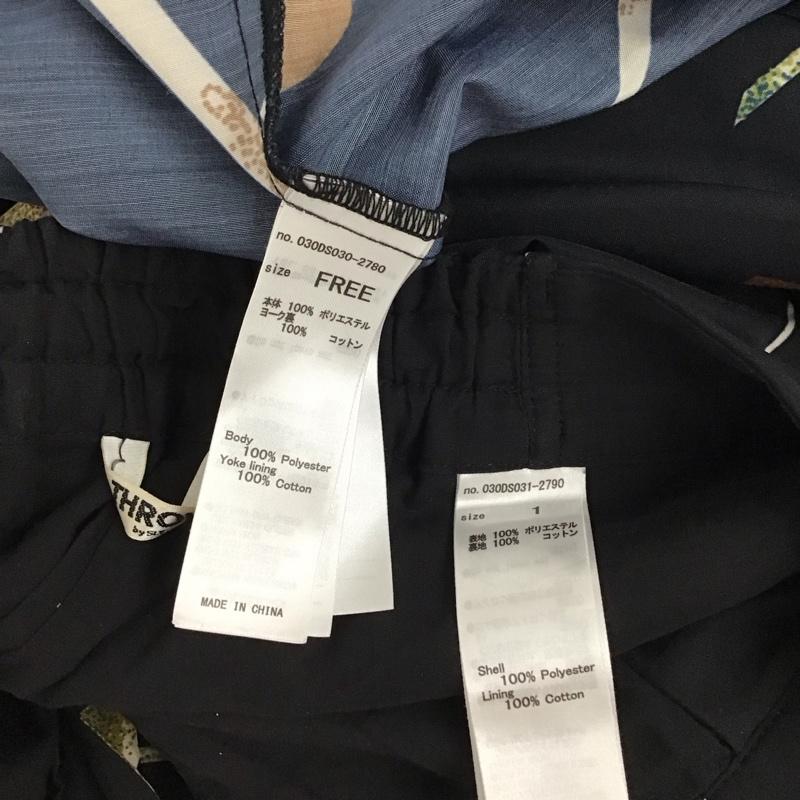 no. 030DS030-2780
size FREE
本体 100% ポリエステル
ヨーク裏
100% コットン
Body
100% Polyester
Yoke lining
100% Cotton
MADE IN CHINA
THRO
by
no. 030DS031-2790
size 1
表地 100% ポリエステル
裏地 100% コットン
Shell
100% Polyester
Lining
100% Cotton